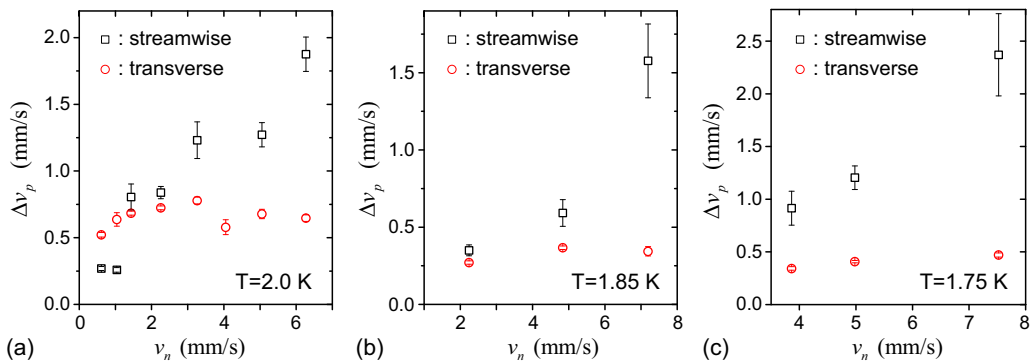 2.0
1.5
1.0
0.5
0.0
Δv_p (mm/s)
: streamwise
: transverse
T=2.0 K
0 2 4 6
v_n (mm/s)
(a)
1.5
1.0
0.5
0.0
Δv_p (mm/s)
: streamwise
: transverse
T=1.85 K
2 4 6 8
v_n (mm/s)
(b)
2.5
2.0
1.5
1.0
0.5
0.0
Δv_p (mm/s)
: streamwise
: transverse
T=1.75 K
4 5 6 7 8
v_n (mm/s)
(c)